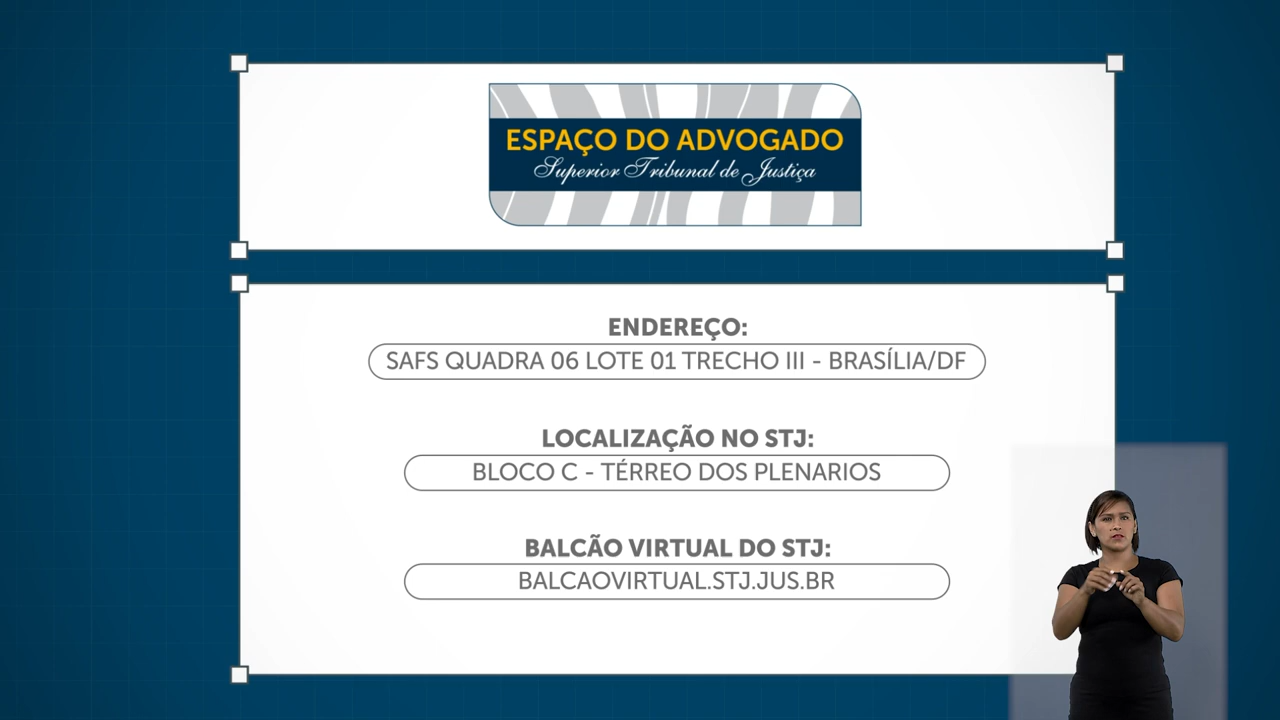 ESPAÇO DO ADVOGADO
Superior Tribunal de Justiça
ENDEREÇO:
SAFS QUADRA 06 LOTE 01 TRECHO III - BRASÍLIA/DF
LOCALIZAÇÃO NO STJ:
BLOCO C - TÉRREO DOS PLENARIOS
BALCÃO VIRTUAL DO STJ:
BALCAOVIRTUAL.STJ.JUS.BR